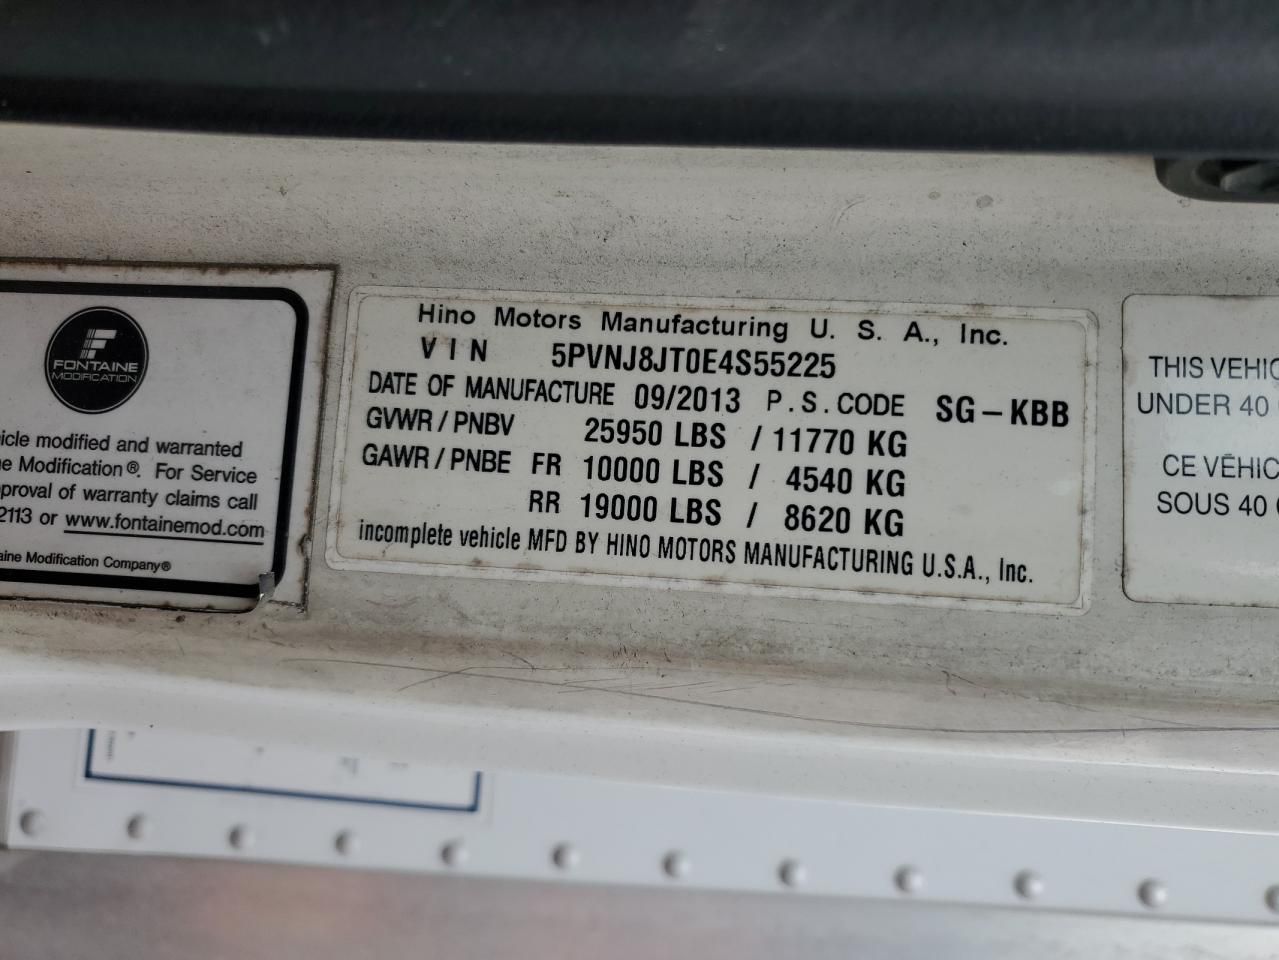 FONTAINE
MODIFICATION
icle modified and warranted
ne Modification®. For Service
proval of warranty claims call
2113 or www.fontainemod.com
aine Modification Company®
Hino Motors Manufacturing U. S. A., Inc.
VIN 5PVNJ8JT0E4S55225
DATE OF MANUFACTURE 09/2013 P.S.CODE SG-KBB
GVWR/PNBV 25950 LBS / 11770 KG
GAWR/PNBE FR 10000 LBS / 4540 KG
RR 19000 LBS / 8620 KG
incomplete vehicle MFD BY HINO MOTORS MANUFACTURING U.S.A., Inc.
THIS VEHIC
UNDER 40
CE VÉHIC
SOUS 40